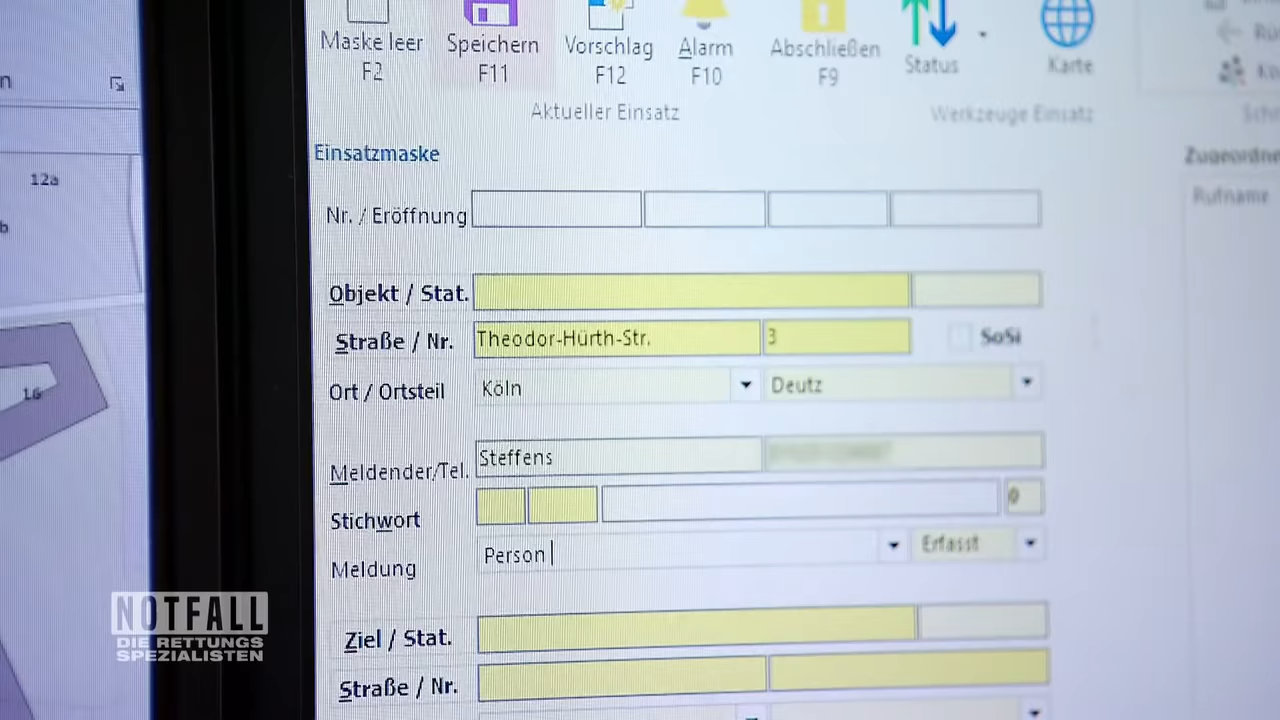 Maske leer Speichern Vorschlag Alarm Abschließen Status Karte
F2 F11 F12 F10 F9
Aktueller Einsatz Werkzeuge Einsatz
Einsatzmaske
Rufname
12a
Nr. / Eröffnung
Objekt / Stat.
Straße / Nr. Theodor-Hürth-Str. 3 SoSi
Ort / Ortsteil Köln Deutz
16
Meldender/Tel. Steffens
Stichwort 0
Meldung Person Erfasst
Ziel / Stat.
Straße / Nr.
NOTFALL
DIE RETTUNGS
SPEZIALISTEN